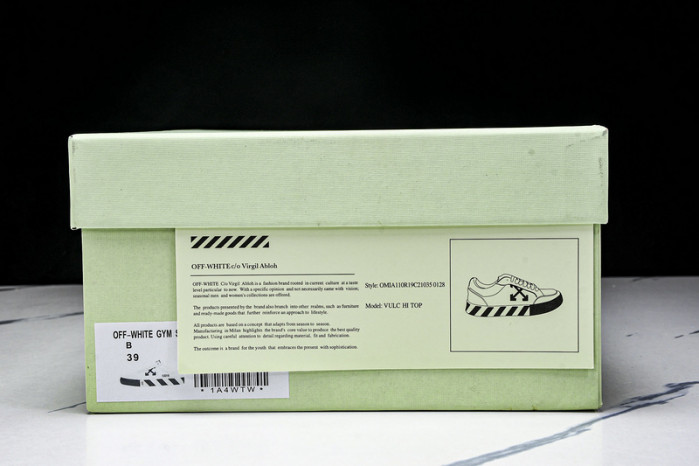 OFF-WHITE c/o Virgil Abloh
OFF-WHITE C/o Virgil Abloh is a fashion brand rooted in current culture at a taste
level particular to now. With a specific opinion and not necessarily same with vision;
seasonal men and women's collections are offered.
The products presented by the brand also branch into other realms, such as furniture
and ready-made goods that further reinforce an approach to lifestyle.
All products are based on a concept that adapts from season to season.
Manufacturing in Milan highlights the brand's core value to produce the best quality
product. Using careful attention to detail regarding material, fit and fabrication.
The outcome is a brand for the youth that embraces the present with sophistication.
Style: OMIA110R19C21035 0128
Model: VULC HI TOP
OFF-WHITE GYM S
B
39
* 1A4WTW *